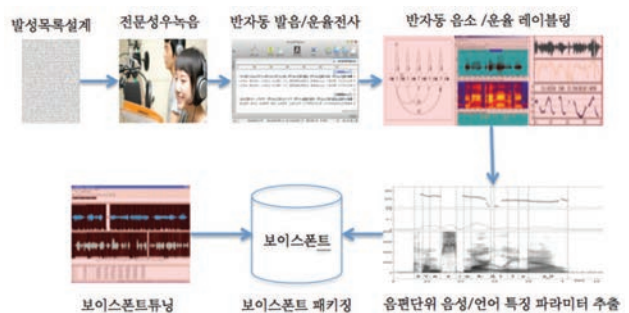 발성목록설계
전문성우녹음
반자동 발음/운율전사
반자동 음소 /운율 레이블링
보이스폰트
보이스폰트튜닝
보이스폰트 패키징
음편단위 음성/언어 특징 파라미터 추출